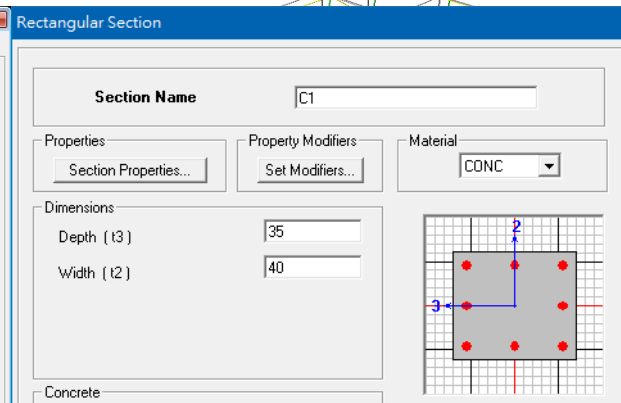 Rectangular Section
Section Name
C1
Properties
Section Properties...
Property Modifiers
Set Modifiers...
Material
CONC
Dimensions
Depth ( t3 )
35
Width ( t2 )
40
2
3
Concrete